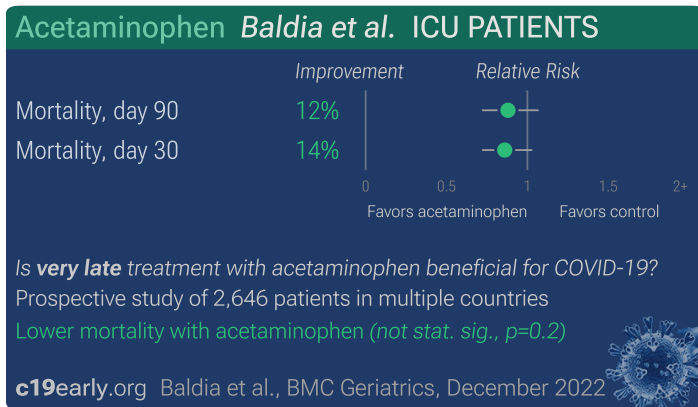 Acetaminophen Baldia et al. ICU PATIENTS
Improvement Relative Risk
Mortality, day 90 12%
Mortality, day 30 14%
0 0.5 1 1.5 2+
Favors acetaminophen Favors control
Is very late treatment with acetaminophen beneficial for COVID-19?
Prospective study of 2,646 patients in multiple countries
Lower mortality with acetaminophen (not stat. sig., p=0.2)
c19early.org Baldia et al., BMC Geriatrics, December 2022